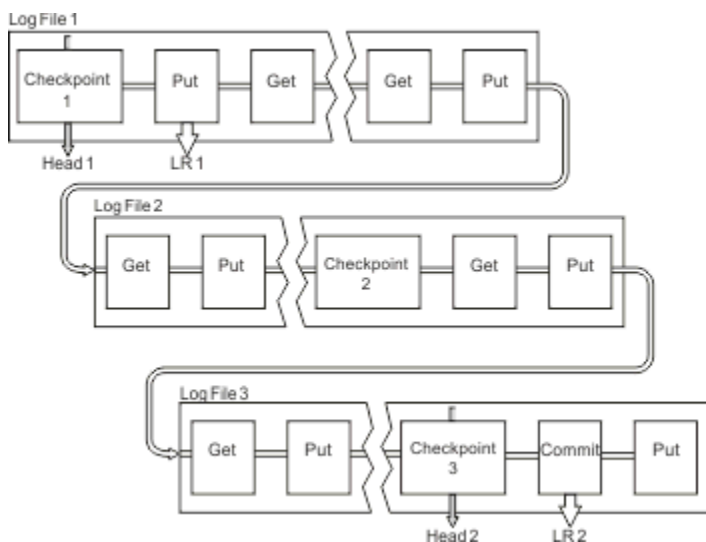 Log File 1
Checkpoint
1
Put
Get
Get
Put
Head 1
LR 1
Log File 2
Get
Put
Checkpoint
2
Get
Put
Log File 3
Get
Put
Checkpoint
3
Commit
Put
Head 2
LR 2